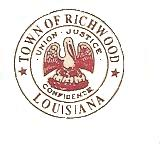 TOWN OF RICHWOOD
UNION JUSTICE
CONFIDENCE
LOUISIANA